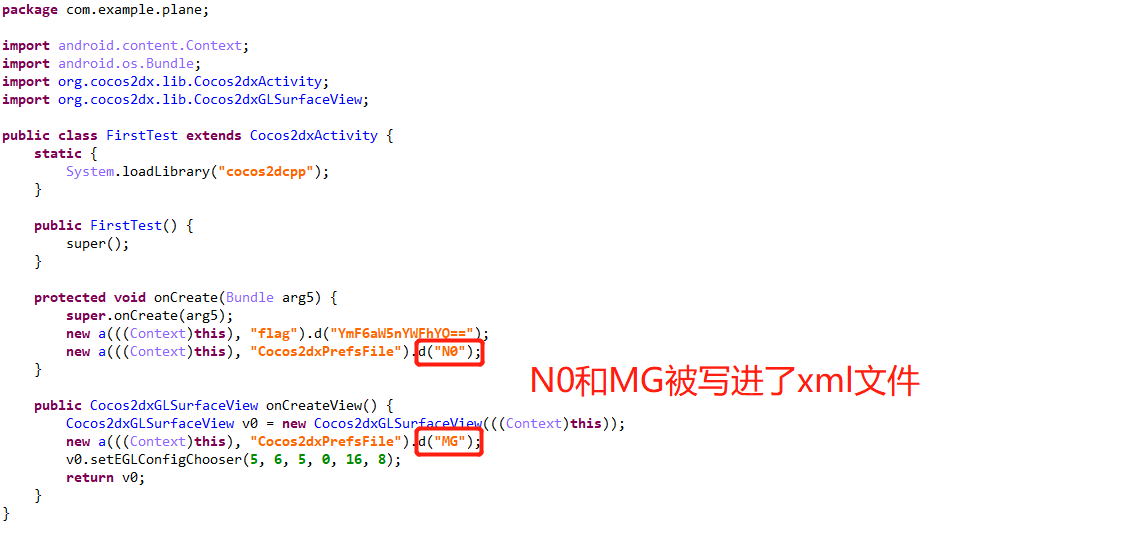 package com.example.plane;
import android.content.Context;
import android.os.Bundle;
import org.cocos2dx.lib.Cocos2dxActivity;
import org.cocos2dx.lib.Cocos2dxGLSurfaceView;
public class FirstTest extends Cocos2dxActivity {
static {
System.loadLibrary("cocos2dcpp");
}
public FirstTest() {
super();
}
protected void onCreate(Bundle arg5) {
super.onCreate(arg5);
new a(((Context)this), "flag").d("YmF6aW5nYWFhYQ==");
new a(((Context)this), "Cocos2dxPrefsFile").d("N0");
}
N0和MG被写进了xml文件
public Cocos2dxGLSurfaceView onCreateView() {
Cocos2dxGLSurfaceView v0 = new Cocos2dxGLSurfaceView(((Context)this));
new a(((Context)this), "Cocos2dxPrefsFile").d("MG");
v0.setEGLConfigChooser(5, 6, 5, 0, 16, 8);
return v0;
}
}